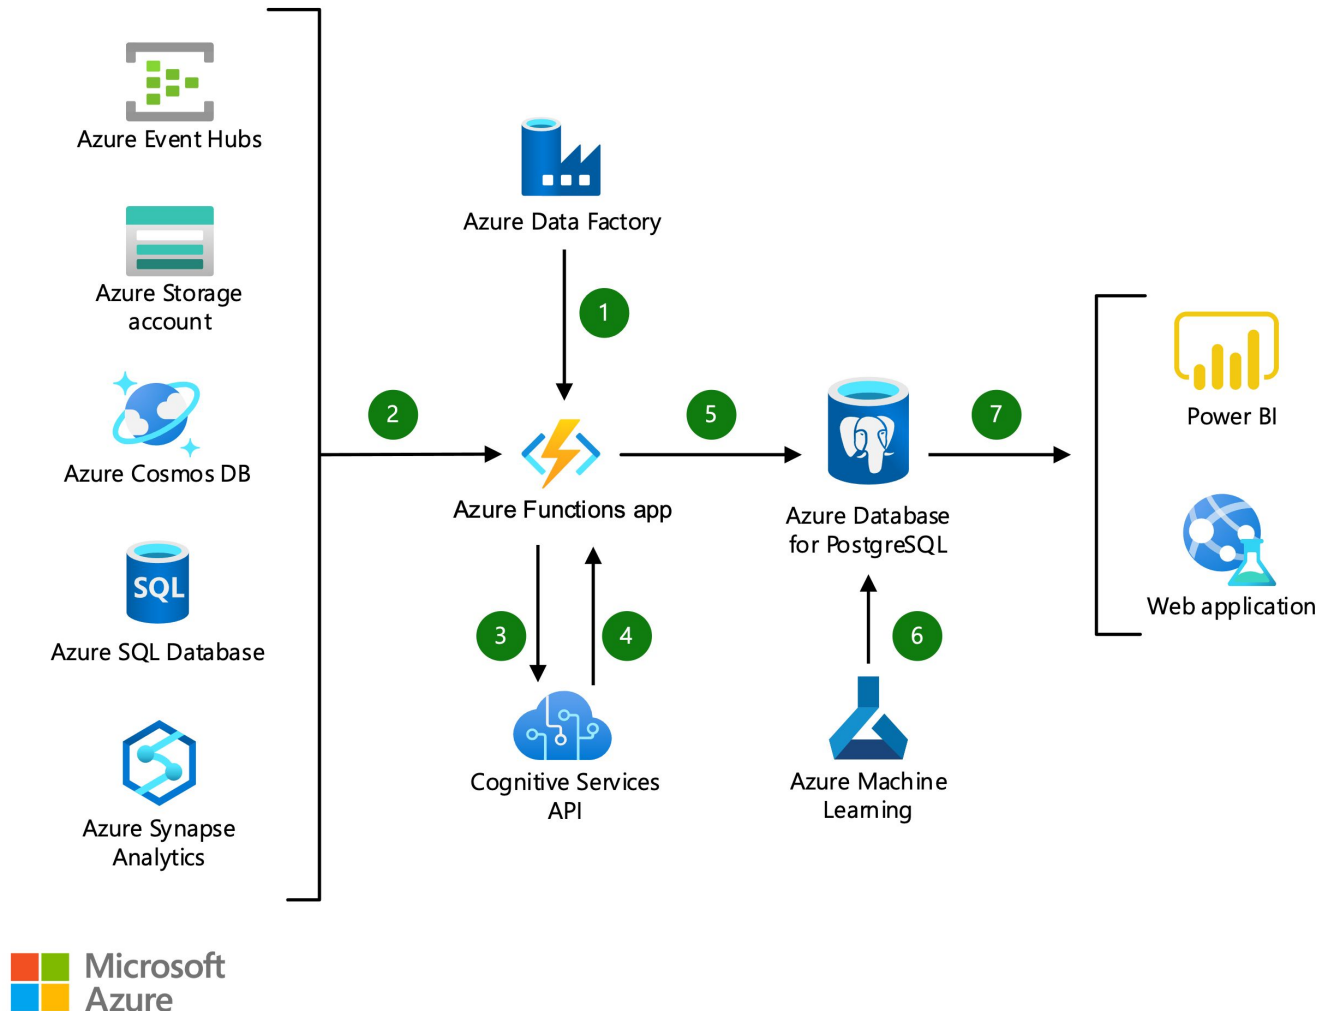 Azure Event Hubs
Azure Storage
account
Azure Cosmos DB
SQL
Azure SQL Database
Azure Synapse
Analytics
Azure Data Factory
1
2
Azure Functions app
3
4
Cognitive Services
API
5
Azure Database
for PostgreSQL
6
Azure Machine
Learning
7
Power BI
Web application
Microsoft
Azure